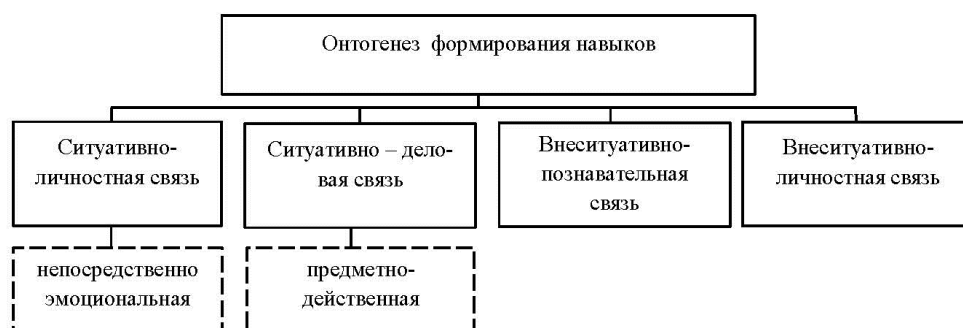 Онтогенез формирования навыков
Ситуативно-
личностная связь
Ситуативно – дело-
вая связь
Внеситуативно-
познавательная
связь
Внеситуативно-
личностная связь
непосредственно
эмоциональная
предметно-
действенная